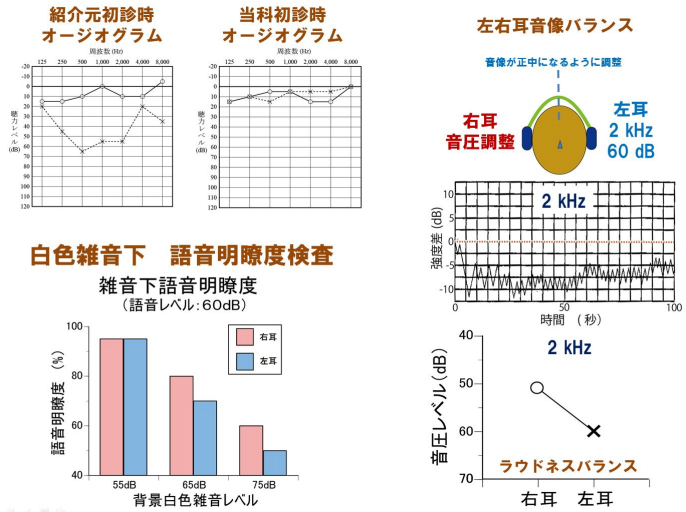 紹介元初診時
オージオグラム
周波数 (Hz)
125 250 500 1,000 2,000 4,000 8,000
-20
-10
0
10
20
30
40
50
60
70
80
90
100
110
120
聴力レベル
(dB)
当科初診時
オージオグラム
周波数 (Hz)
125 250 500 1,000 2,000 4,000 8,000
-20
-10
0
10
20
30
40
50
60
70
80
90
100
110
120
聴力レベル
(dB)
左右耳音像バランス
音像が正中になるように調整
右耳
音圧調整
左耳
2 kHz
60 dB
2 kHz
強度差 (dB)
10
5
0
-5
-10
0 50 100
時間 (秒)
白色雑音下 語音明瞭度検査
雑音下語音明瞭度
(語音レベル:60dB)
語音明瞭度 (%)
100
80
60
40
右耳
左耳
55dB 65dB 75dB
背景白色雑音レベル
2 kHz
音圧レベル(dB)
40
50
60
70
ラウドネスバランス
右耳 左耳